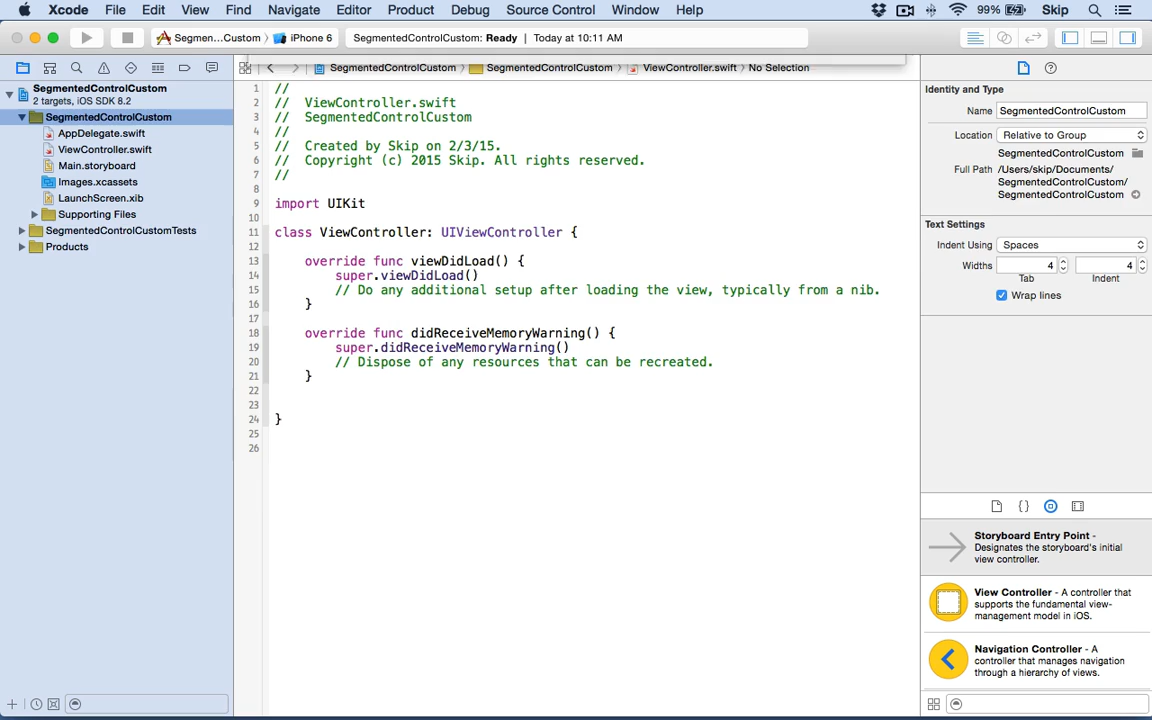 Xcode File Edit View Find Navigate Editor Product Debug Source Control Window Help 99% Skip
Segmen...Custom iPhone 6 SegmentedControlCustom: Ready Today at 10:11 AM
SegmentedControlCustom SegmentedControlCustom ViewController.swift No Selection
SegmentedControlCustom
2 targets, iOS SDK 8.2
SegmentedControlCustom
AppDelegate.swift
ViewController.swift
Main.storyboard
Images.xcassets
LaunchScreen.xib
Supporting Files
SegmentedControlCustomTests
Products
1 //
2 // ViewController.swift
3 // SegmentedControlCustom
4 //
5 // Created by Skip on 2/3/15.
6 // Copyright (c) 2015 Skip. All rights reserved.
7 //
8
9 import UIKit
10
11 class ViewController: UIViewController {
12
13 override func viewDidLoad() {
14 super.viewDidLoad()
15 // Do any additional setup after loading the view, typically from a nib.
16 }
17
18 override func didReceiveMemoryWarning() {
19 super.didReceiveMemoryWarning()
20 // Dispose of any resources that can be recreated.
21 }
22
23
24 }
25
26
Identity and Type
Name SegmentedControlCustom
Location Relative to Group
SegmentedControlCustom
Full Path /Users/skip/Documents/
SegmentedControlCustom/
SegmentedControlCustom
Text Settings
Indent Using Spaces
Widths 4 4
Tab Indent
Wrap lines
{ }
Storyboard Entry Point -
Designates the storyboard's initial
view controller.
View Controller - A controller that
supports the fundamental view-
management model in iOS.
Navigation Controller - A
controller that manages navigation
through a hierarchy of views.